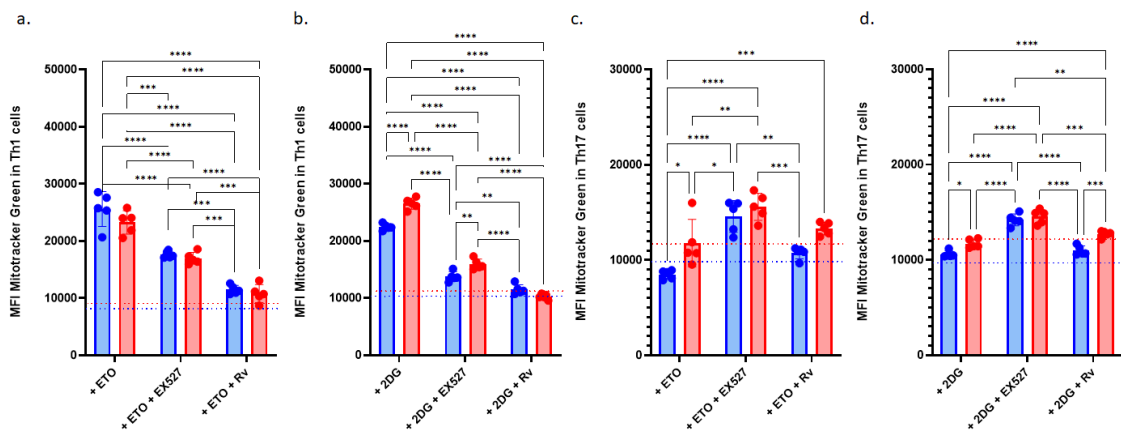 a.
MFI Mitotracker Green in Th1 cells
50000
40000
30000
20000
10000
0
****
****
***
****
****
****
****
****
***
***
***
+ ETO
+ ETO + EX527
+ ETO + Rv
b.
MFI Mitotracker Green in Th1 cells
50000
40000
30000
20000
10000
0
****
****
****
****
****
**** ****
****
****
**** ****
**
**
****
+ 2DG
+ 2DG + EX527
+ 2DG + Rv
c.
MFI Mitotracker Green in Th17 cells
30000
20000
10000
0
***
****
**
**** **
* * ***
+ ETO
+ ETO + EX527
+ ETO + Rv
d.
MFI Mitotracker Green in Th17 cells
30000
20000
10000
0
****
**
****
**** ***
**** ****
* **** **** ***
+ 2DG
+ 2DG + EX527
+ 2DG + Rv